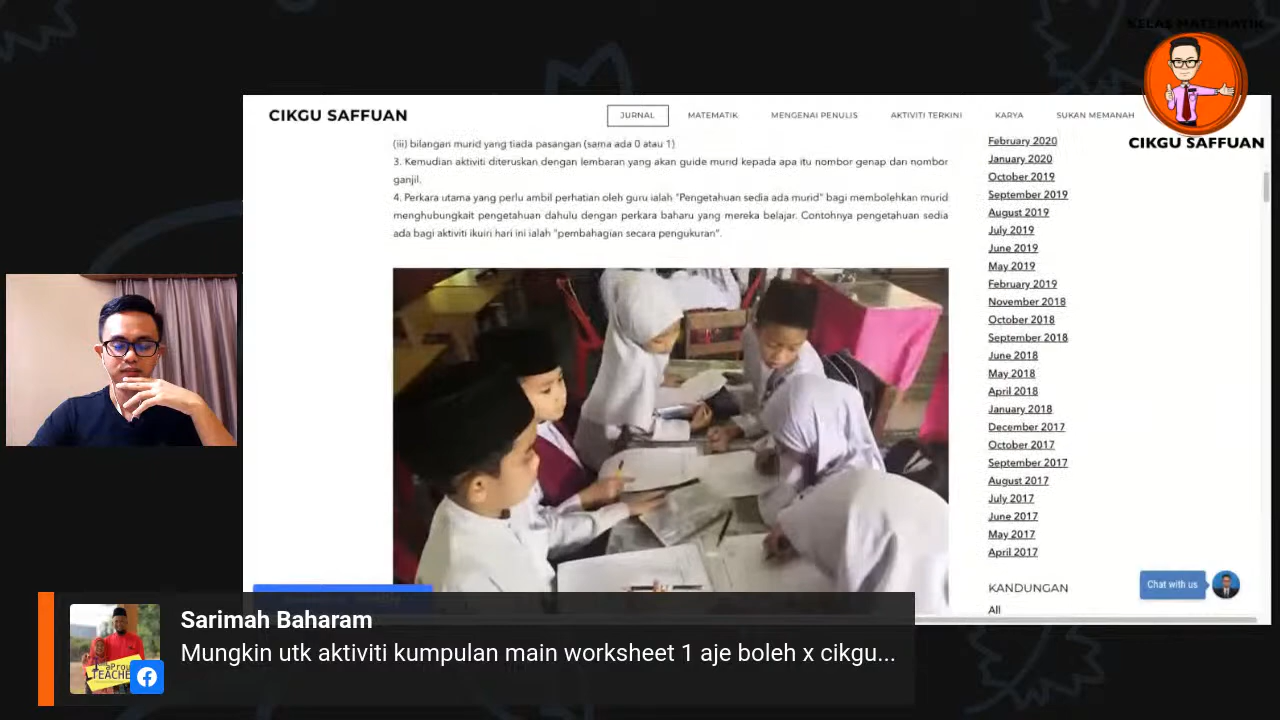 KELAS MATEMATIK
CIKGU SAFFUAN
CIKGU SAFFUAN
JURNAL
MATEMATIK
MENGENAI PENULIS
AKTIVITI TERKINI
KARYA
SUKAN MEMANAH
(iii) bilangan murid yang tiada pasangan (sama ada 0 atau 1)
3. Kemudian aktiviti diteruskan dengan lembaran yang akan guide murid kepada apa itu nombor genap dan nombor
ganjil.
4. Perkara utama yang perlu ambil perhatian oleh guru ialah "Pengetahuan sedia ada murid" bagi membolehkan murid
menghubungkait pengetahuan dahulu dengan perkara baharu yang mereka belajar. Contohnya pengetahuan sedia
ada bagi aktiviti ikuiri hari ini ialah "pembahagian secara pengukuran".
February 2020
January 2020
October 2019
September 2019
August 2019
July 2019
June 2019
May 2019
February 2019
November 2018
October 2018
September 2018
June 2018
May 2018
April 2018
January 2018
December 2017
October 2017
September 2017
August 2017
July 2017
June 2017
May 2017
April 2017
KANDUNGAN
All
Chat with us
Sarimah Baharam
Mungkin utk aktiviti kumpulan main worksheet 1 aje boleh x cikgu...
TEACHE